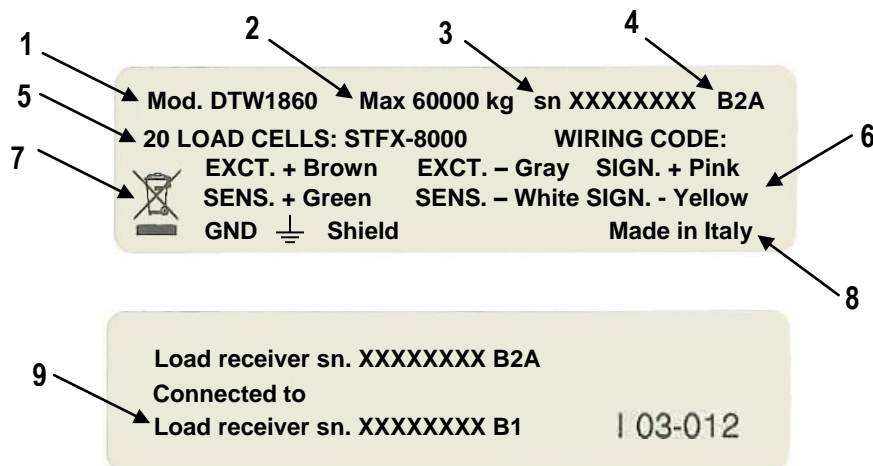 1 2 3 4
Mod. DTW1860 Max 60000 kg sn XXXXXXXX B2A
5
20 LOAD CELLS: STFX-8000 WIRING CODE:
6
7
EXCT. + Brown EXCT. – Gray SIGN. + Pink
SENS. + Green SENS. – White SIGN. - Yellow
GND Shield Made in Italy
8
Load receiver sn. XXXXXXXX B2A
9
Connected to
Load receiver sn. XXXXXXXX B1
I 03-012